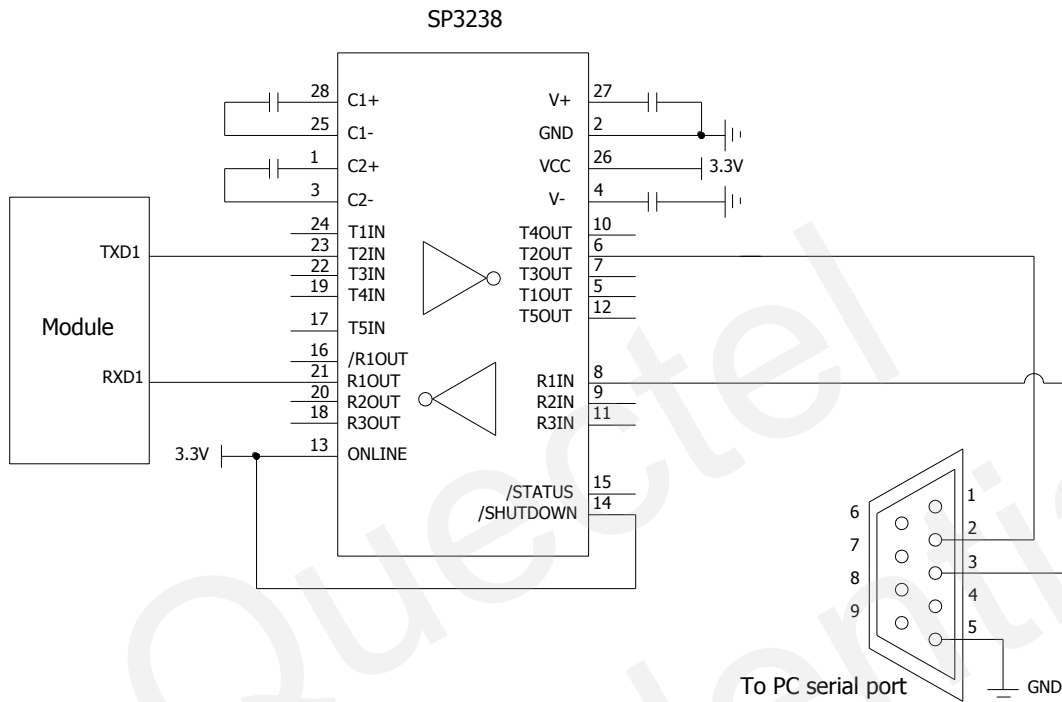 SP3238
28 C1+ V+ 27
25 C1- GND 2
1 C2+ VCC 26 3.3V
3 C2- V- 4
24 T1IN T4OUT 10
TXD1 23 T2IN T2OUT 6
22 T3IN T3OUT 7
19 T4IN T1OUT 5
17 T5IN T5OUT 12
Module
16 /R1OUT
RXD1 21 R1OUT R1IN 8
20 R2OUT R2IN 9
18 R3OUT R3IN 11
3.3V 13 ONLINE
/STATUS 15
/SHUTDOWN 14
1
6
2
7
3
8
4
9
5
To PC serial port GND
Quectel